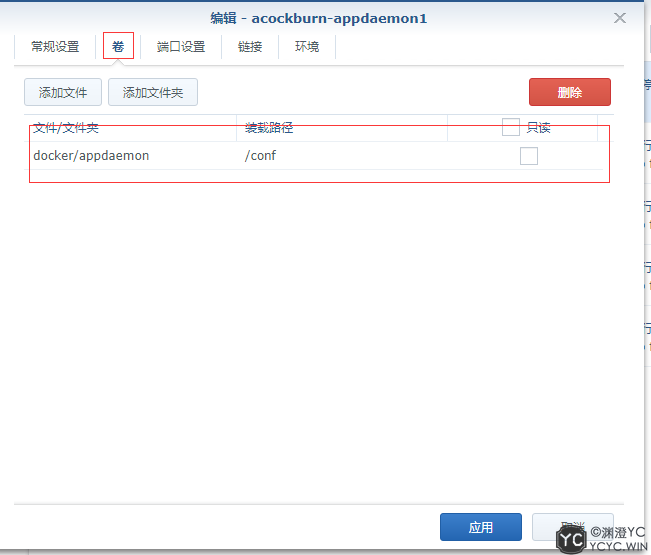 编辑 - acockburn-appdaemon1
常规设置 卷 端口设置 链接 环境
添加文件 添加文件夹 删除
文件/文件夹 装载路径 只读
docker/appdaemon /conf
应用 取消
YC ©渊澄YC
YCYC.WIN